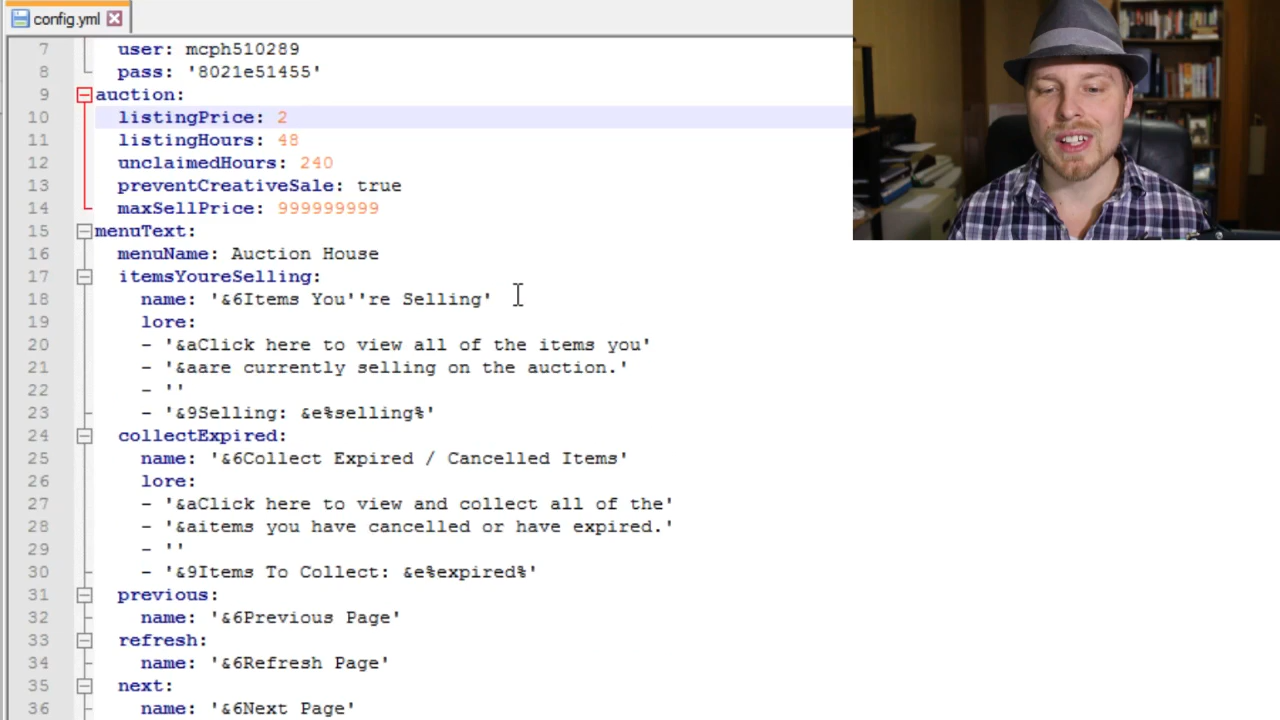 config.yml
7 user: mcph510289
8 pass: '8021e51455'
9 auction:
10 listingPrice: 2
11 listingHours: 48
12 unclaimedHours: 240
13 preventCreativeSale: true
14 maxSellPrice: 999999999
15 menuText:
16 menuName: Auction House
17 itemsYoureSelling:
18 name: '&6Items You''re Selling'
19 lore:
20 - '&aClick here to view all of the items you'
21 - '&aare currently selling on the auction.'
22 - ''
23 - '&9Selling: &e%selling%'
24 collectExpired:
25 name: '&6Collect Expired / Cancelled Items'
26 lore:
27 - '&aClick here to view and collect all of the'
28 - '&aitems you have cancelled or have expired.'
29 - ''
30 - '&9Items To Collect: &e%expired%'
31 previous:
32 name: '&6Previous Page'
33 refresh:
34 name: '&6Refresh Page'
35 next:
36 name: '&6Next Page'